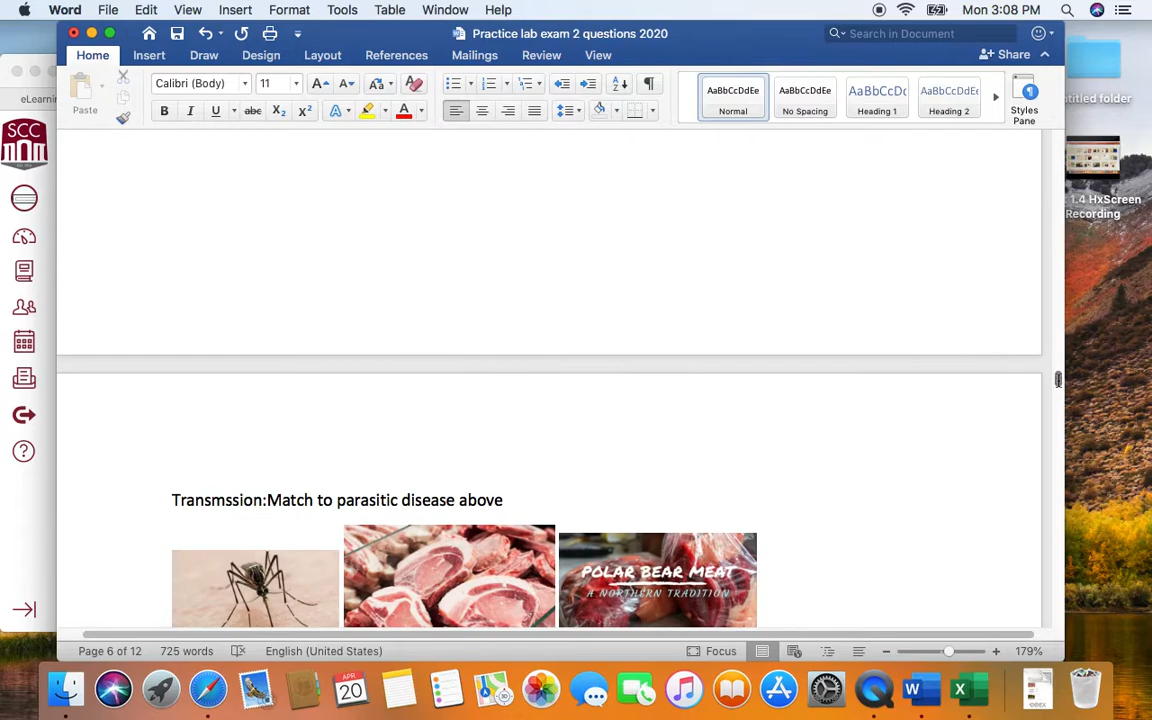 Word File Edit View Insert Format Tools Table Window Help Mon 3:08 PM
Practice lab exam 2 questions 2020
Search in Document
Home Insert Draw Design Layout References Mailings Review View
Share
eLearnin
SCC
Paste
Calibri (Body) 11
AaBbCcDdEe AaBbCcDdEe AaBbCcDc AaBbCcDdEe
Normal No Spacing Heading 1 Heading 2
Styles
Pane
ntitled folder
1.4 HxScreen
Recording
Transmssion:Match to parasitic disease above
POLAR BEAR MEAT
A NORTHERN TRADITION
Page 6 of 12 725 words English (United States) Focus 179%
APR
20